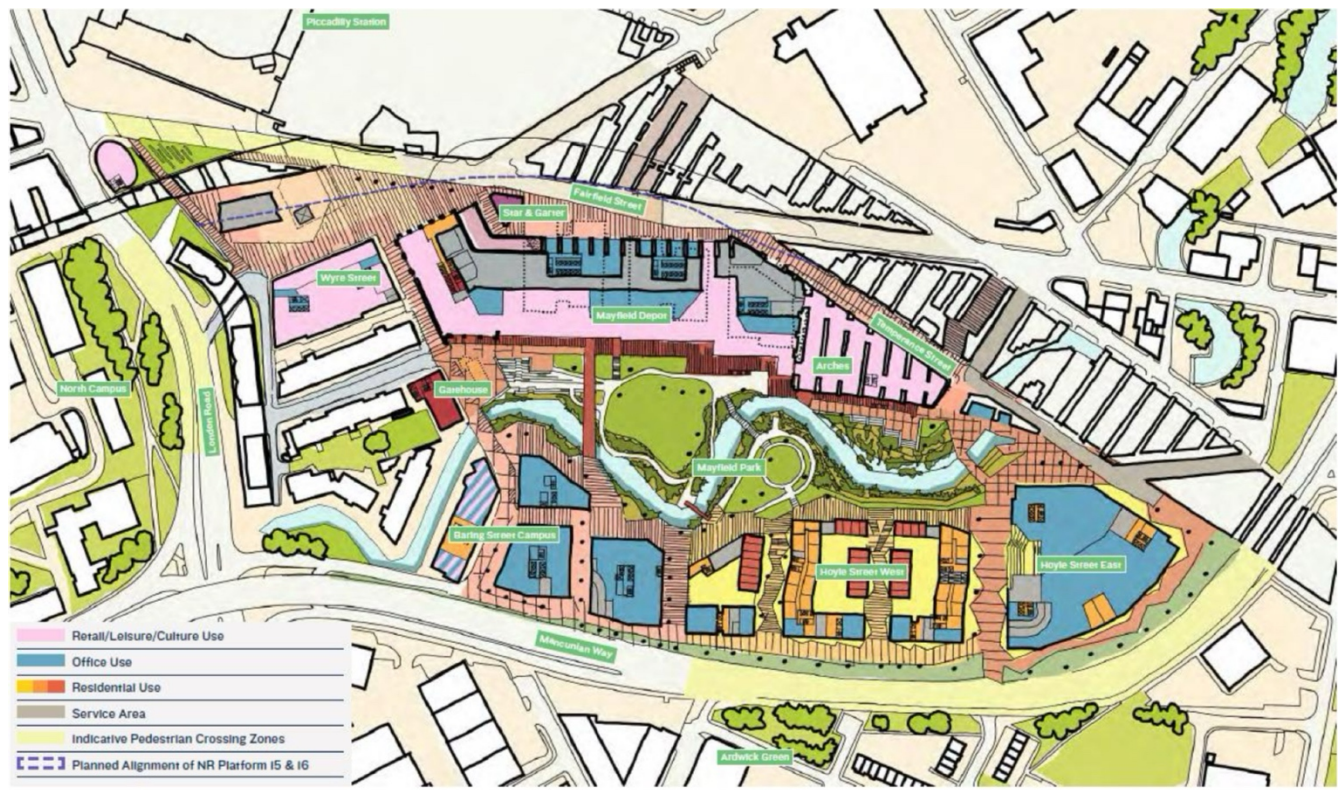 Piccadilly Station
Fairfield Street
Star & Garter
Wyre Street
Mayfield Depot
Temperance Street
Arches
North Campus
London Road
Gatehouse
Mayfield Park
Baring Street Campus
Hoyle Street West
Hoyle Street East
Mancunian Way
Ardwick Green
Retail/Leisure/Culture Use
Office Use
Residential Use
Service Area
Indicative Pedestrian Crossing Zones
Planned Alignment of NR Platform 15 & 16